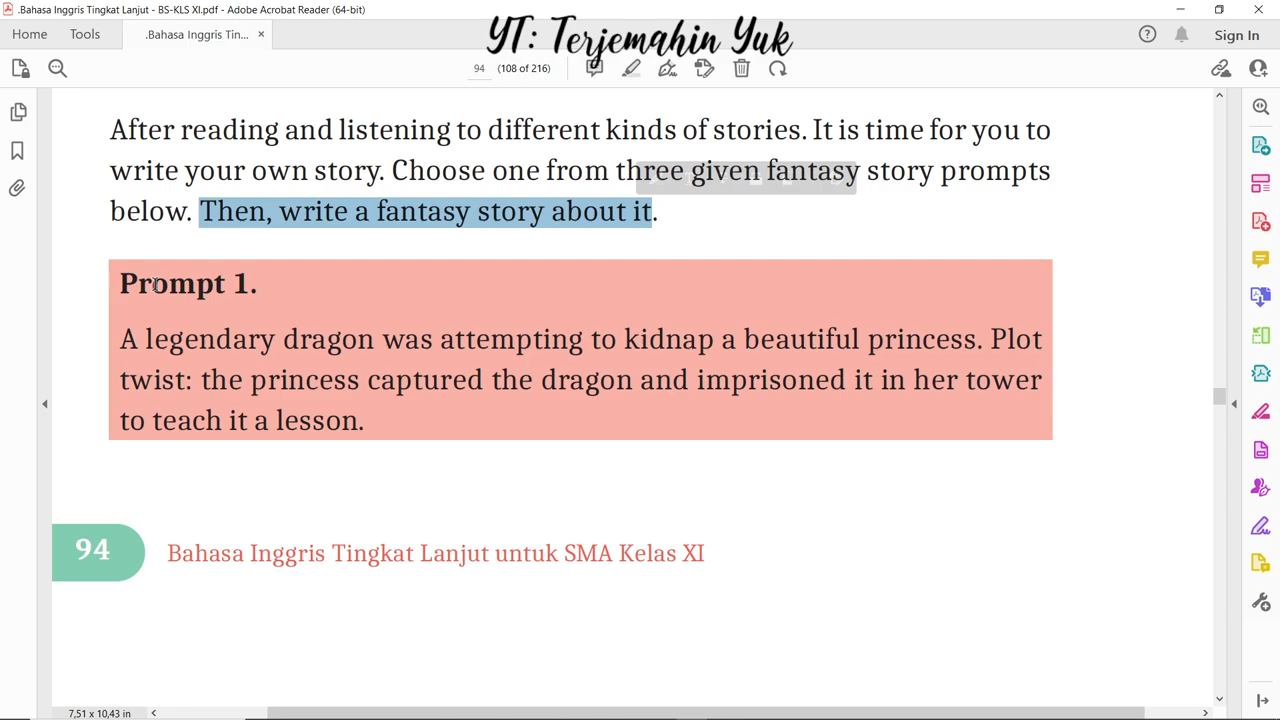 .Bahasa Inggris Tingkat Lanjut - BS-KLS XI.pdf - Adobe Acrobat Reader (64-bit)
Home Tools .Bahasa Inggris Tin... × Sign In
YT: Terjemahin Yuk
94 (108 of 216)
After reading and listening to different kinds of stories. It is time for you to
write your own story. Choose one from three given fantasy story prompts
below. Then, write a fantasy story about it.
Prompt 1.
A legendary dragon was attempting to kidnap a beautiful princess. Plot
twist: the princess captured the dragon and imprisoned it in her tower
to teach it a lesson.
94 Bahasa Inggris Tingkat Lanjut untuk SMA Kelas XI
7,51 x 10,43 in